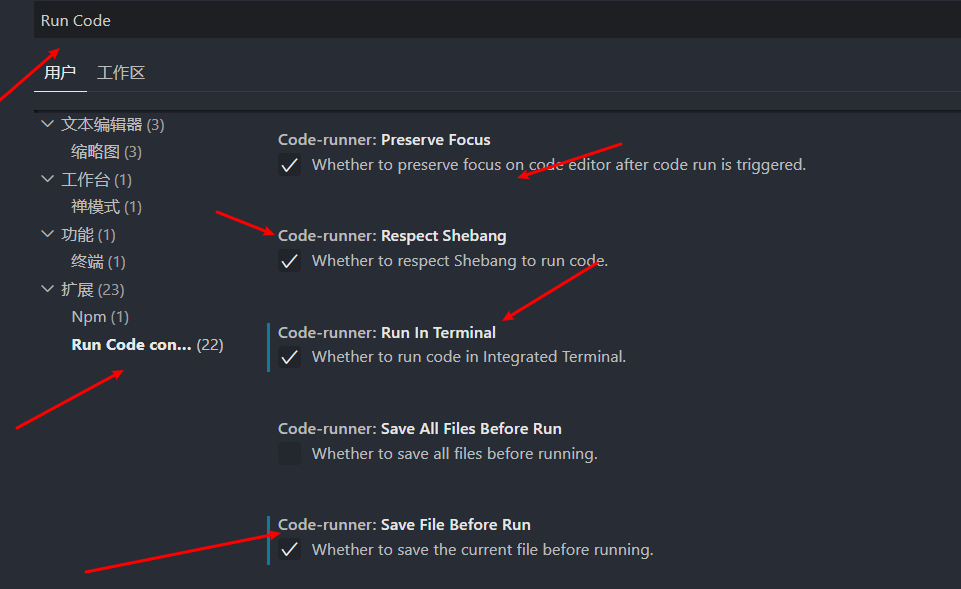 Run Code
用户 工作区
文本编辑器 (3)
缩略图 (3)
工作台 (1)
禅模式 (1)
功能 (1)
终端 (1)
扩展 (23)
Npm (1)
Run Code con... (22)
Code-runner: Preserve Focus
Whether to preserve focus on code editor after code run is triggered.
Code-runner: Respect Shebang
Whether to respect Shebang to run code.
Code-runner: Run In Terminal
Whether to run code in Integrated Terminal.
Code-runner: Save All Files Before Run
Whether to save all files before running.
Code-runner: Save File Before Run
Whether to save the current file before running.